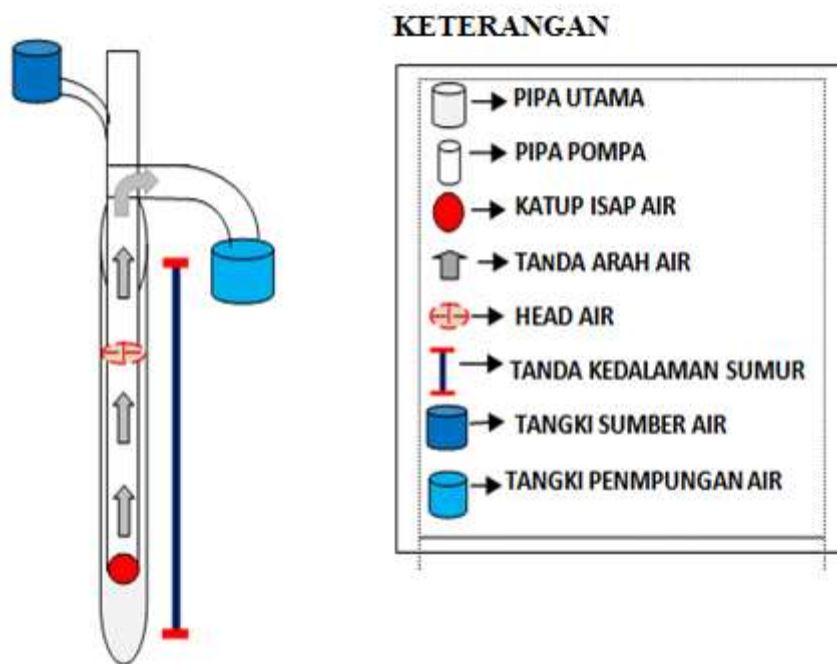 KETERANGAN
PIPA UTAMA
PIPA POMPA
KATUP ISAP AIR
TANDA ARAH AIR
HEAD AIR
TANDA KEDALAMAN SUMUR
TANGKI SUMBER AIR
TANGKI PENMPUNGAN AIR